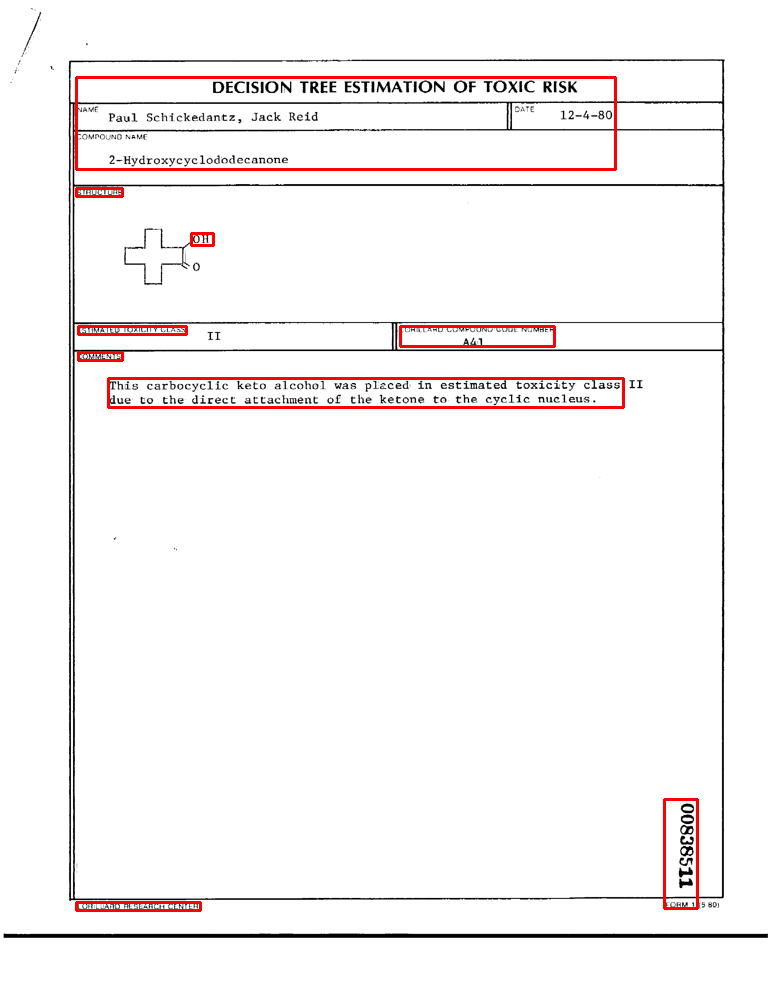 DECISION TREE ESTIMATION OF TOXIC RISK
NAME
Paul Schickedantz, Jack Reid
DATE
12-4-80
COMPOUND NAME
2-Hydroxycyclododecanone
STRUCTURE
OH
O
ESTIMATED TOXICITY CLASS
II
LORILLARD COMPOUND CODE NUMBER
A41
COMMENTS
This carbocyclic keto alcohol was placed in estimated toxicity class II
due to the direct attachment of the ketone to the cyclic nucleus.
00838511
LORILLARD RESEARCH CENTER
FORM 1 (5 80)